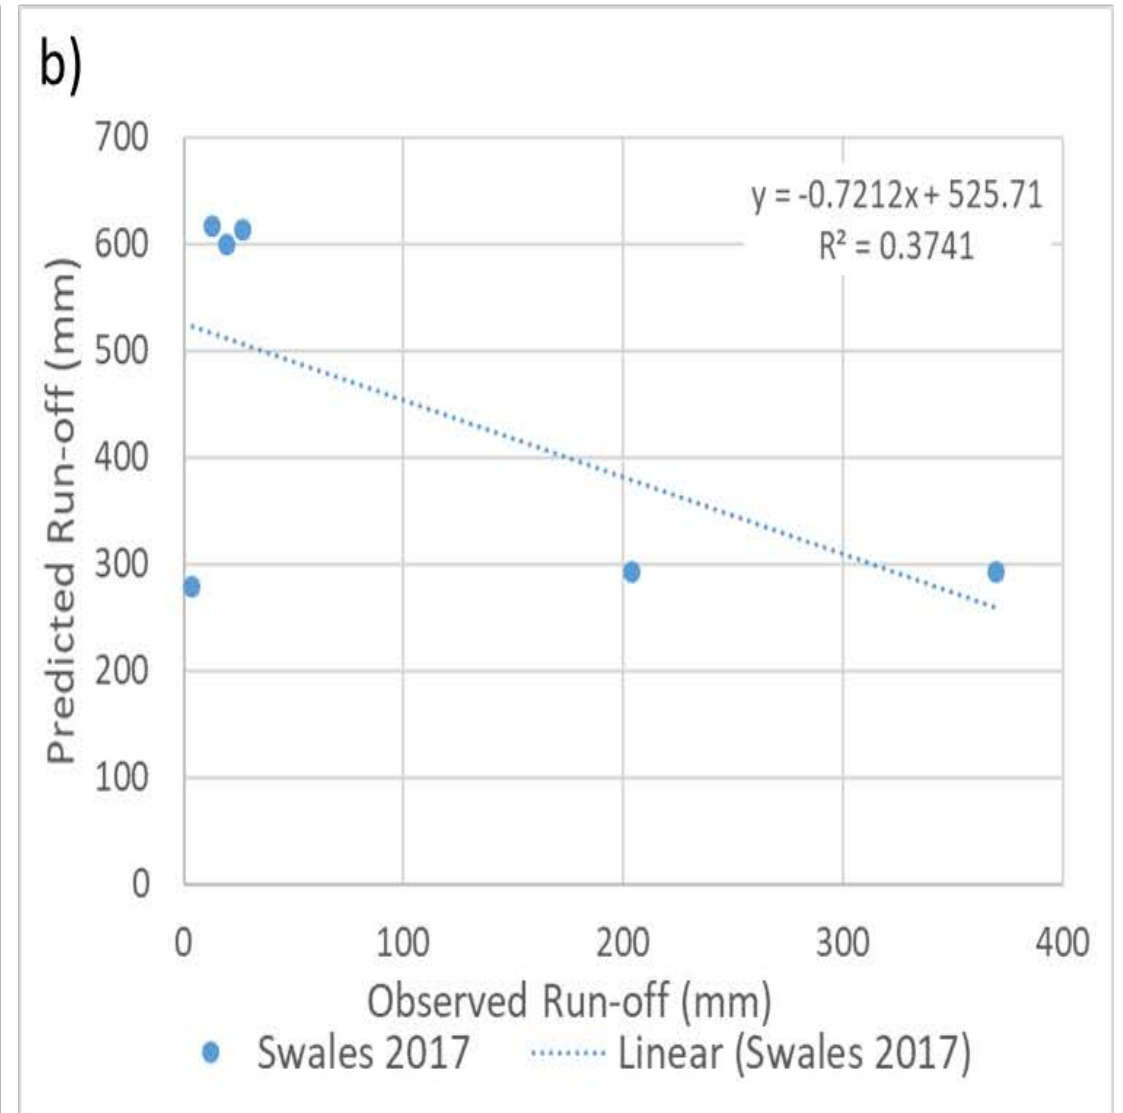 b)
700
600
500
400
300
200
100
0
y = -0.7212x + 525.71
R² = 0.3741
Predicted Run-off (mm)
0 100 200 300 400
Observed Run-off (mm)
Swales 2017 Linear (Swales 2017)